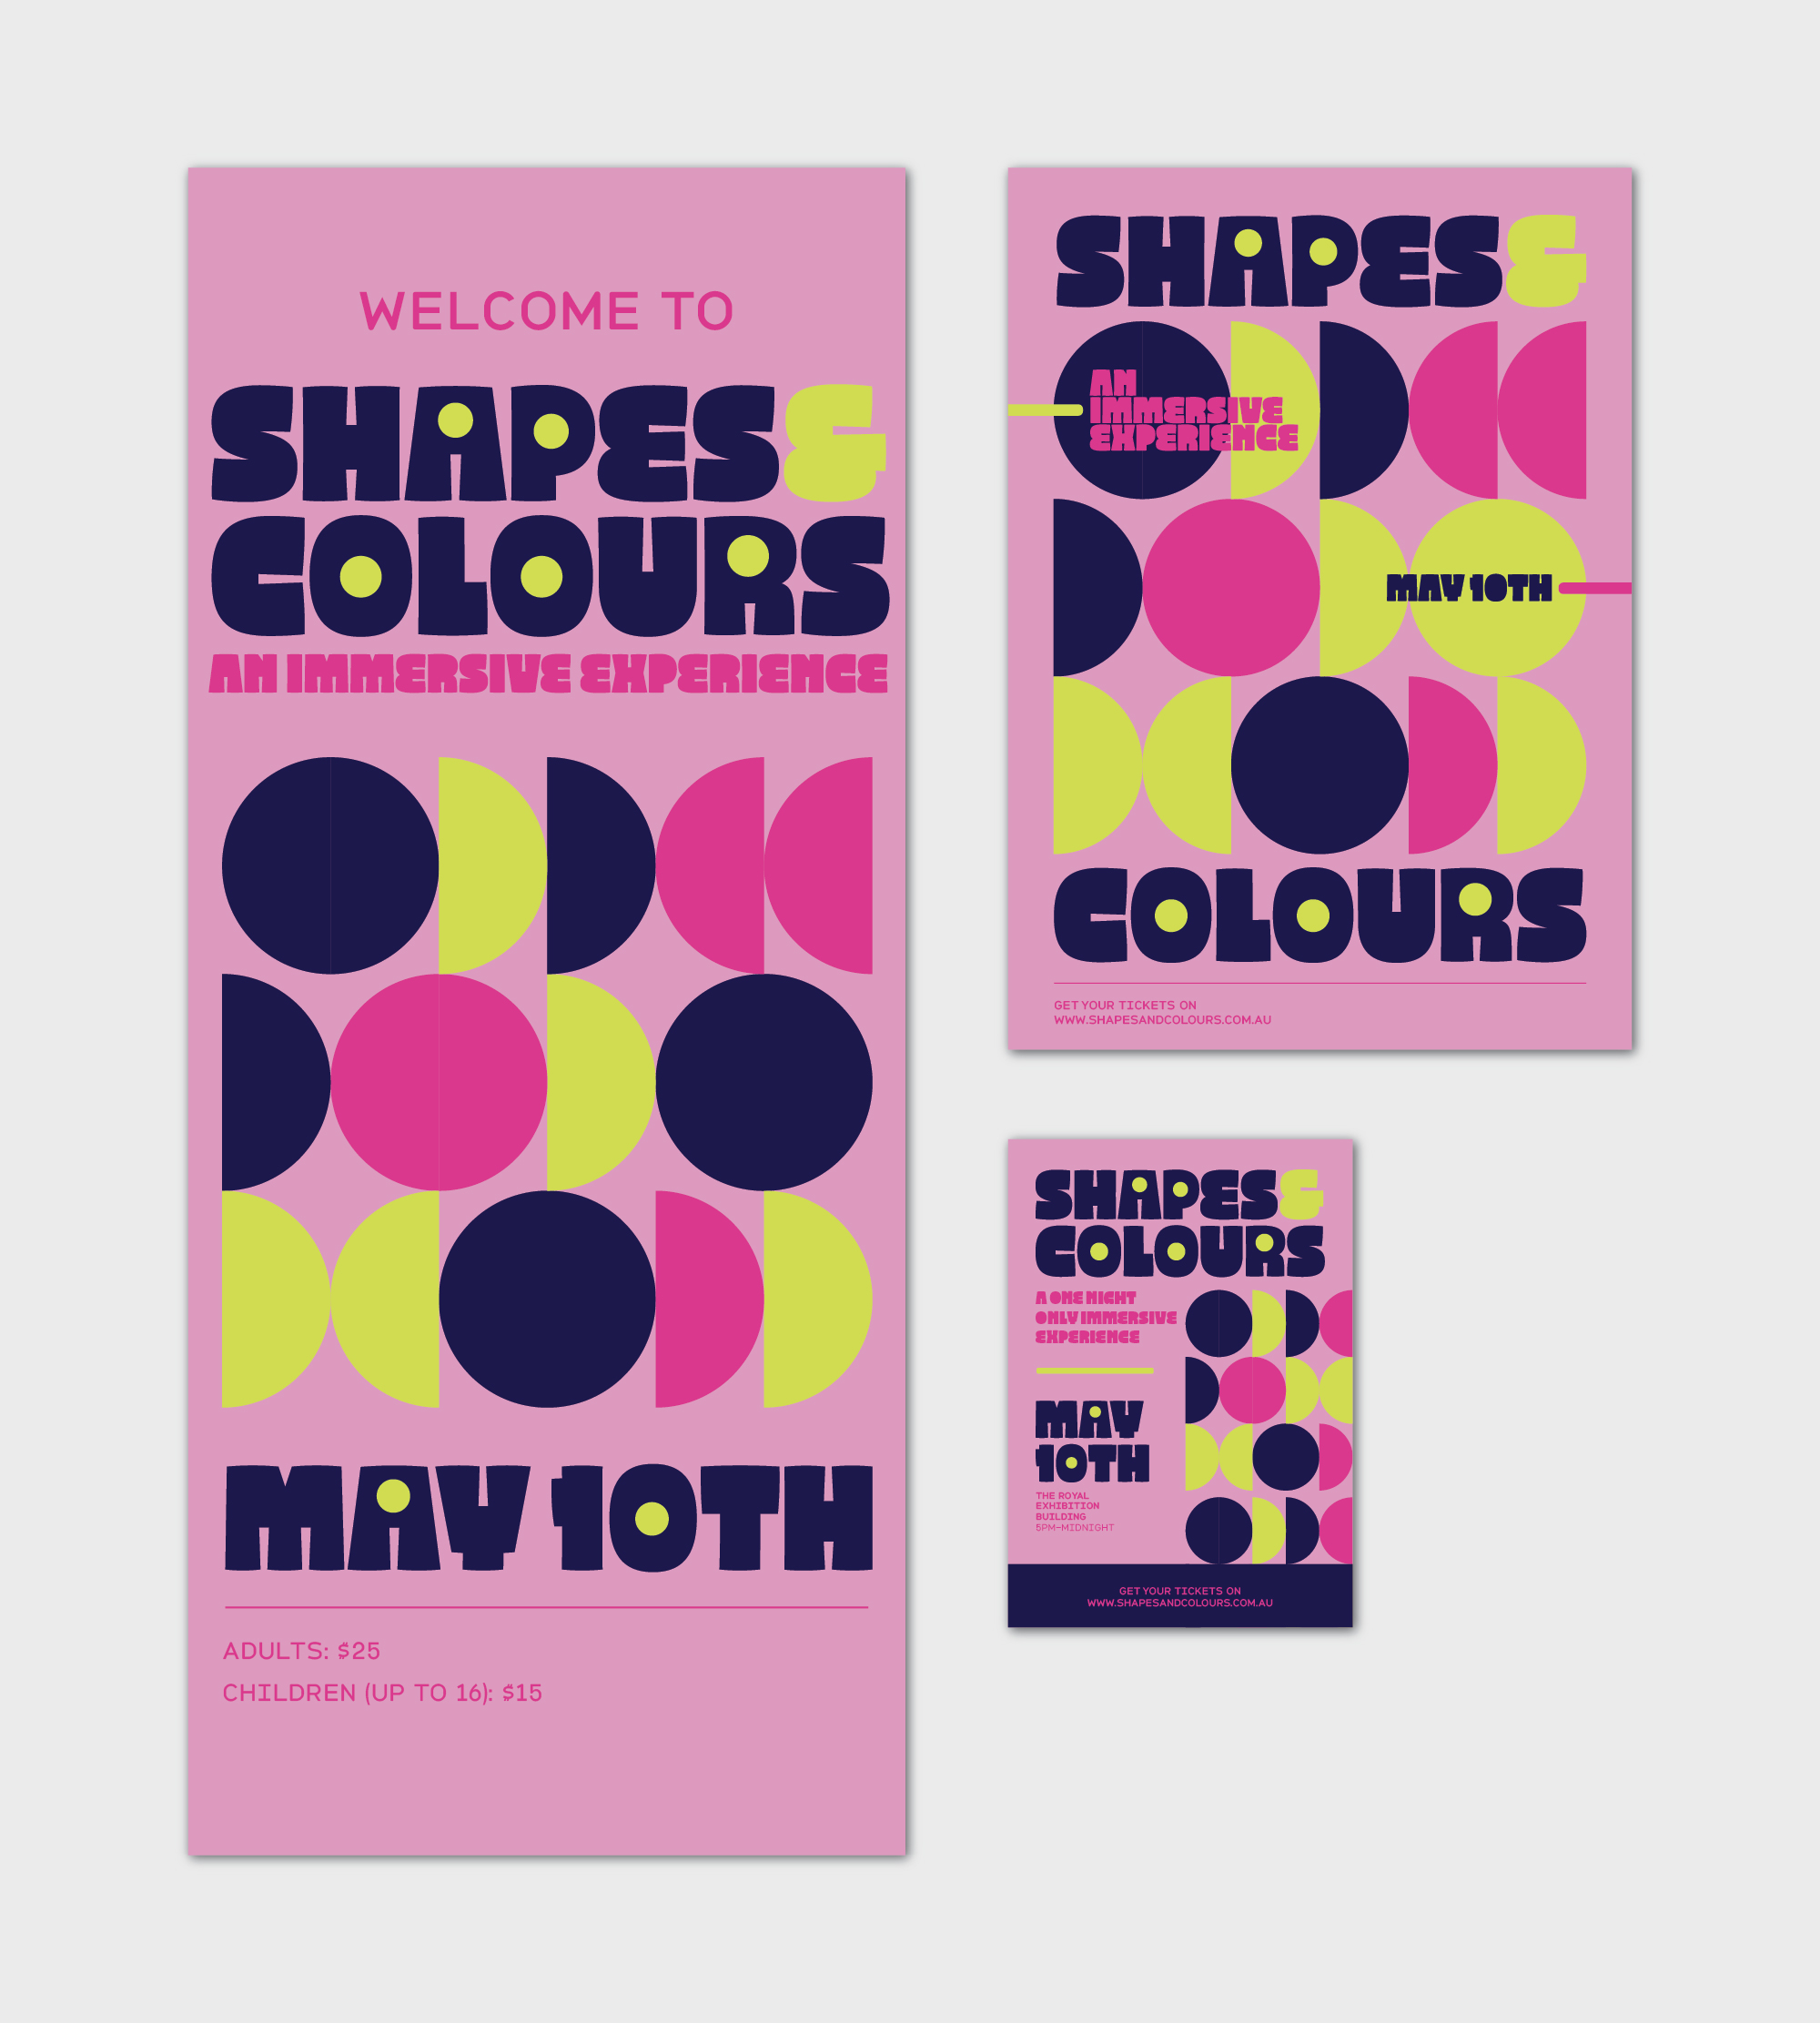 WELCOME TO
SHAPES&
COLOURS
AN IMMERSIVE EXPERIENCE
MAY 10TH
ADULTS: $25
CHILDREN (UP TO 16): $15
SHAPES&
AN
IMMERSIVE
EXPERIENCE
MAY 10TH
COLOURS
GET YOUR TICKETS ON
WWW.SHAPESANDCOLOURS.COM.AU
SHAPES&
COLOURS
A ONE NIGHT
ONLY IMMERSIVE
EXPERIENCE
MAY
10TH
THE ROYAL
EXHIBITION
BUILDING
5PM–MIDNIGHT
GET YOUR TICKETS ON
WWW.SHAPESANDCOLOURS.COM.AU